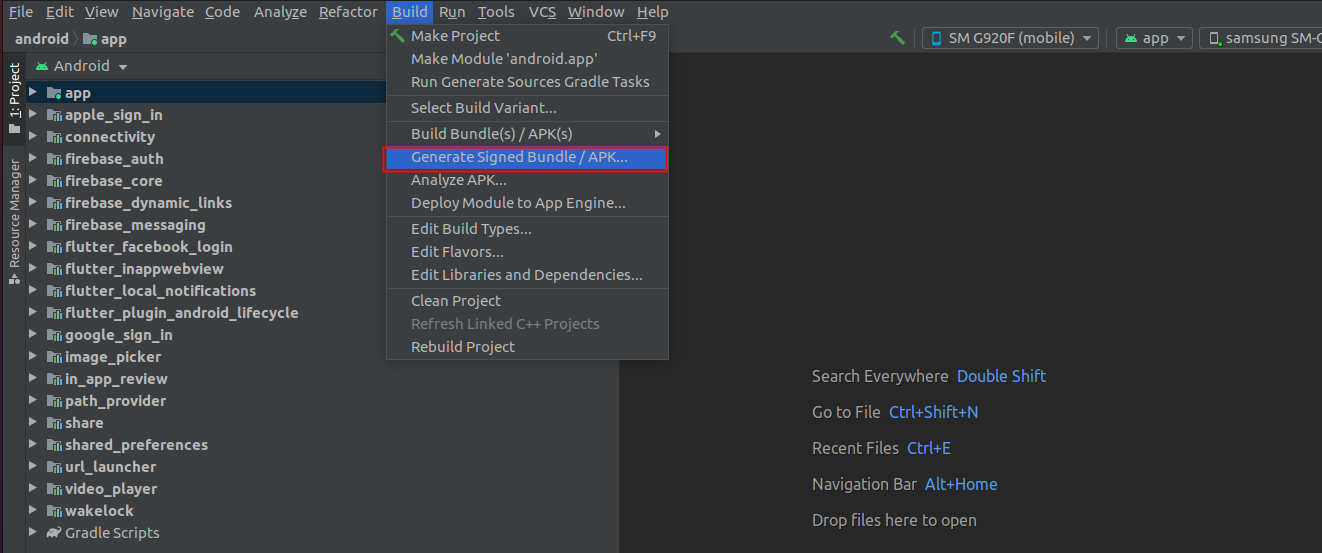 File Edit View Navigate Code Analyze Refactor Build Run Tools VCS Window Help
android app
SM G920F (mobile) app samsung SM-G
1: Project
Resource Manager
Android
app
apple_sign_in
connectivity
firebase_auth
firebase_core
firebase_dynamic_links
firebase_messaging
flutter_facebook_login
flutter_inappwebview
flutter_local_notifications
flutter_plugin_android_lifecycle
google_sign_in
image_picker
in_app_review
path_provider
share
shared_preferences
url_launcher
video_player
wakelock
Gradle Scripts
Make Project Ctrl+F9
Make Module 'android.app'
Run Generate Sources Gradle Tasks
Select Build Variant...
Build Bundle(s) / APK(s)
Generate Signed Bundle / APK...
Analyze APK...
Deploy Module to App Engine...
Edit Build Types...
Edit Flavors...
Edit Libraries and Dependencies...
Clean Project
Refresh Linked C++ Projects
Rebuild Project
Search Everywhere Double Shift
Go to File Ctrl+Shift+N
Recent Files Ctrl+E
Navigation Bar Alt+Home
Drop files here to open